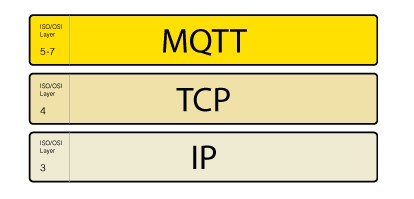 ISO/OSI
Layer
5-7
MQTT
ISO/OSI
Layer
4
TCP
ISO/OSI
Layer
3
IP